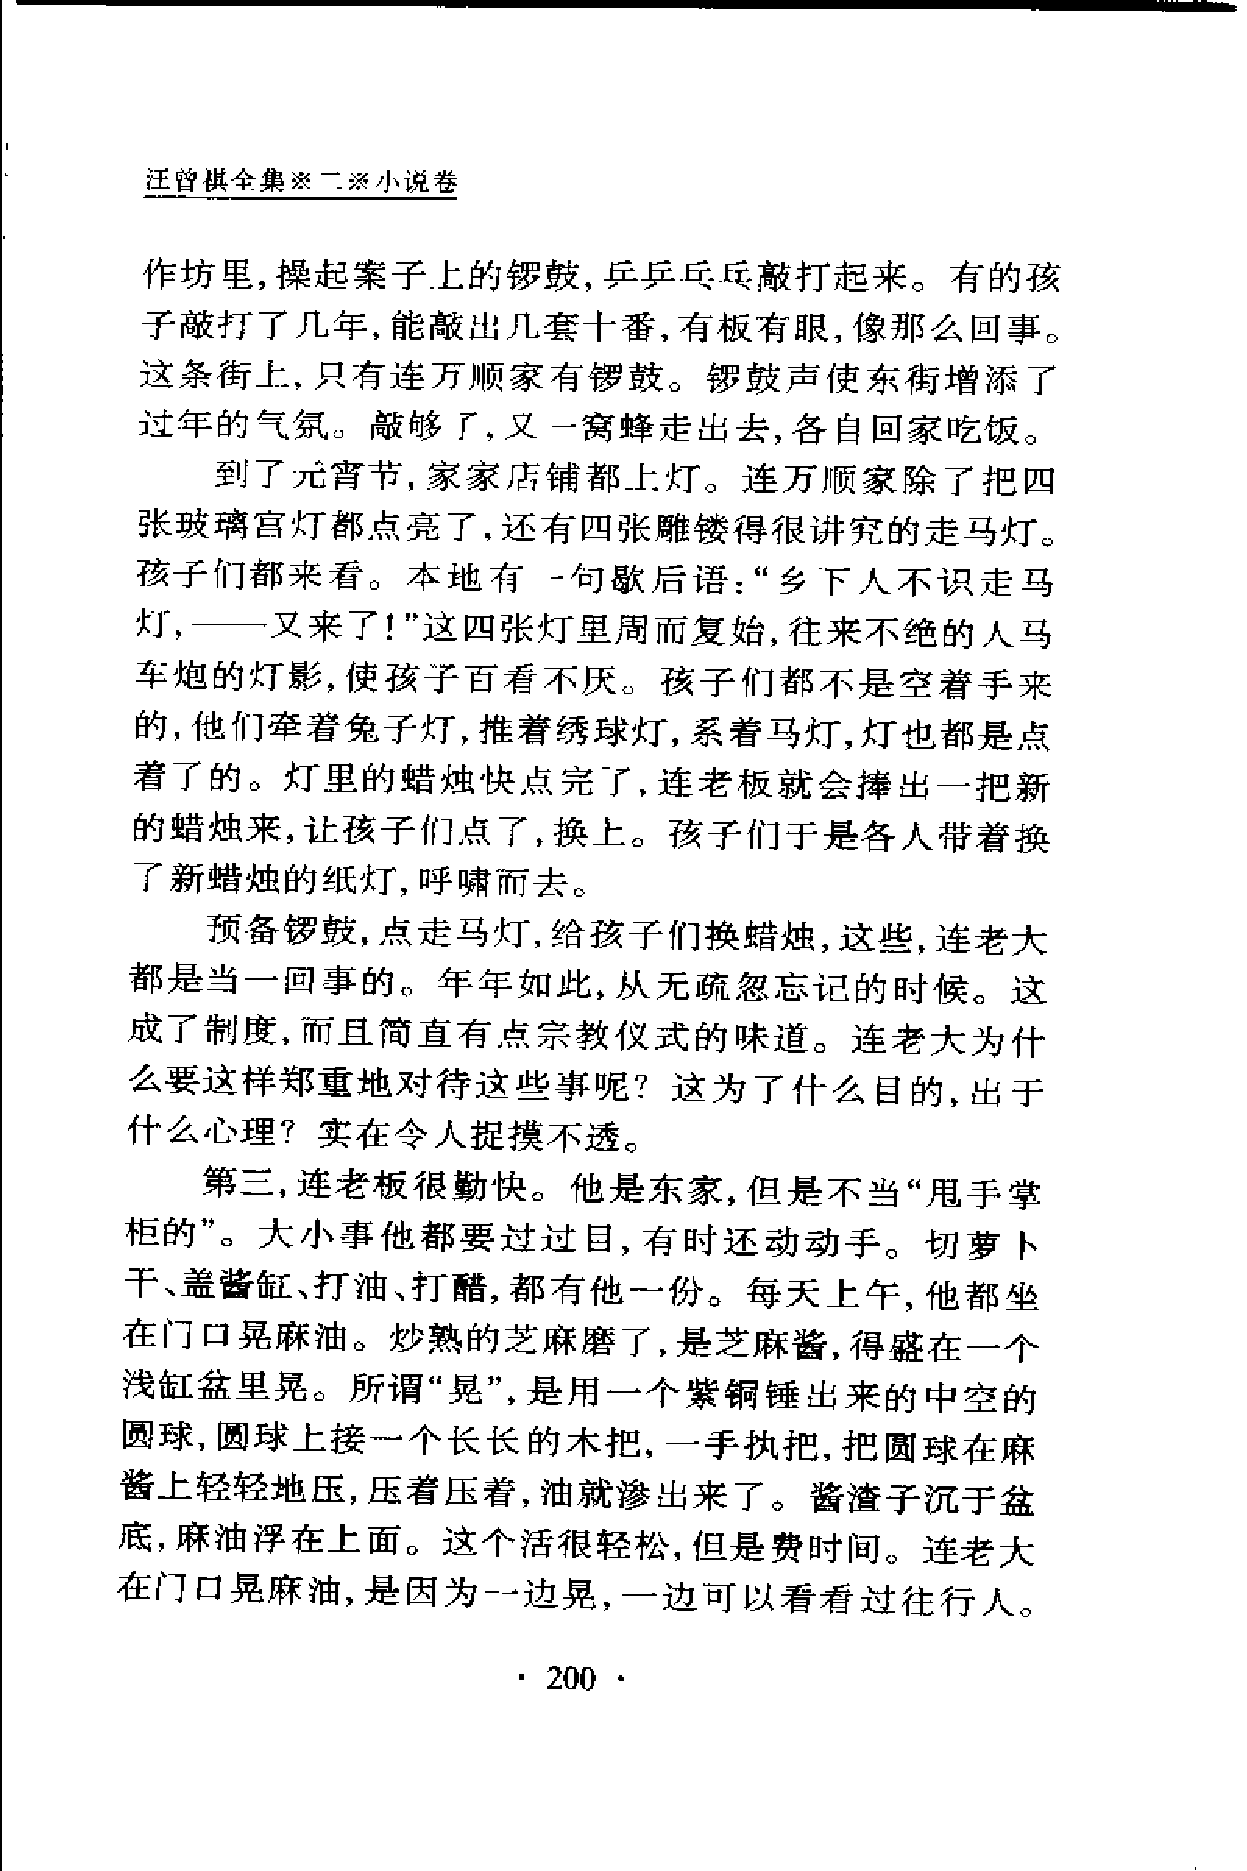 汪曾祺全集※二※小说卷
作坊里,操起案子上的锣鼓,乒乒乓乓敲打起来。有的孩
子敲打了几年,能敲出几套十番,有板有眼,像那么回事。
这条街上,只有连万顺家有锣鼓。锣鼓声使东街增添了
过年的气氛。敲够了,又一窝蜂走出去,各自回家吃饭。
到了元宵节,家家店铺都上灯。连万顺家除了把四
张玻璃宫灯都点亮了,还有四张雕镂得很讲究的走马灯。
孩子们都来看。本地有一句歇后语:“乡下人不识走马
灯,——又来了!”这四张灯里周而复始,往来不绝的人马
车炮的灯影,使孩子百看不厌。孩子们都不是空着手来
的,他们牵着兔子灯,推着绣球灯,系着马灯,灯也都是点
着了的。灯里的蜡烛快点完了,连老板就会捧出一把新
的蜡烛来,让孩子们点了,换上。孩子们于是各人带着换
了新蜡烛的纸灯,呼啸而去。
预备锣鼓,点走马灯,给孩子们换蜡烛,这些,连老大
都是当一回事的。年年如此,从无疏忽忘记的时候。这
成了制度,而且简直有点宗教仪式的味道。连老大为什
么要这样郑重地对待这些事呢?这为了什么目的,出于
什么心理?实在令人捉摸不透。
第三,连老板很勤快。他是东家,但是不当“甩手掌
柜的”。大小事他都要过过目,有时还动动手。切萝卜
干、盖酱缸、打油、打醋,都有他一份。每天上午,他都坐
在门口晃麻油。炒熟的芝麻磨了,是芝麻酱,得盛在一个
浅缸盆里晃。所谓“晃”,是用一个紫铜锤出来的中空的
圆球,圆球上接一个长长的木把,一手执把,把圆球在麻
酱上轻轻地压,压着压着,油就渗出来了。酱渣子沉于盆
底,麻油浮在上面。这个活很轻松,但是费时间。连老大
在门口晃麻油,是因为一边晃,一边可以看看过往行人。
· 200 ·